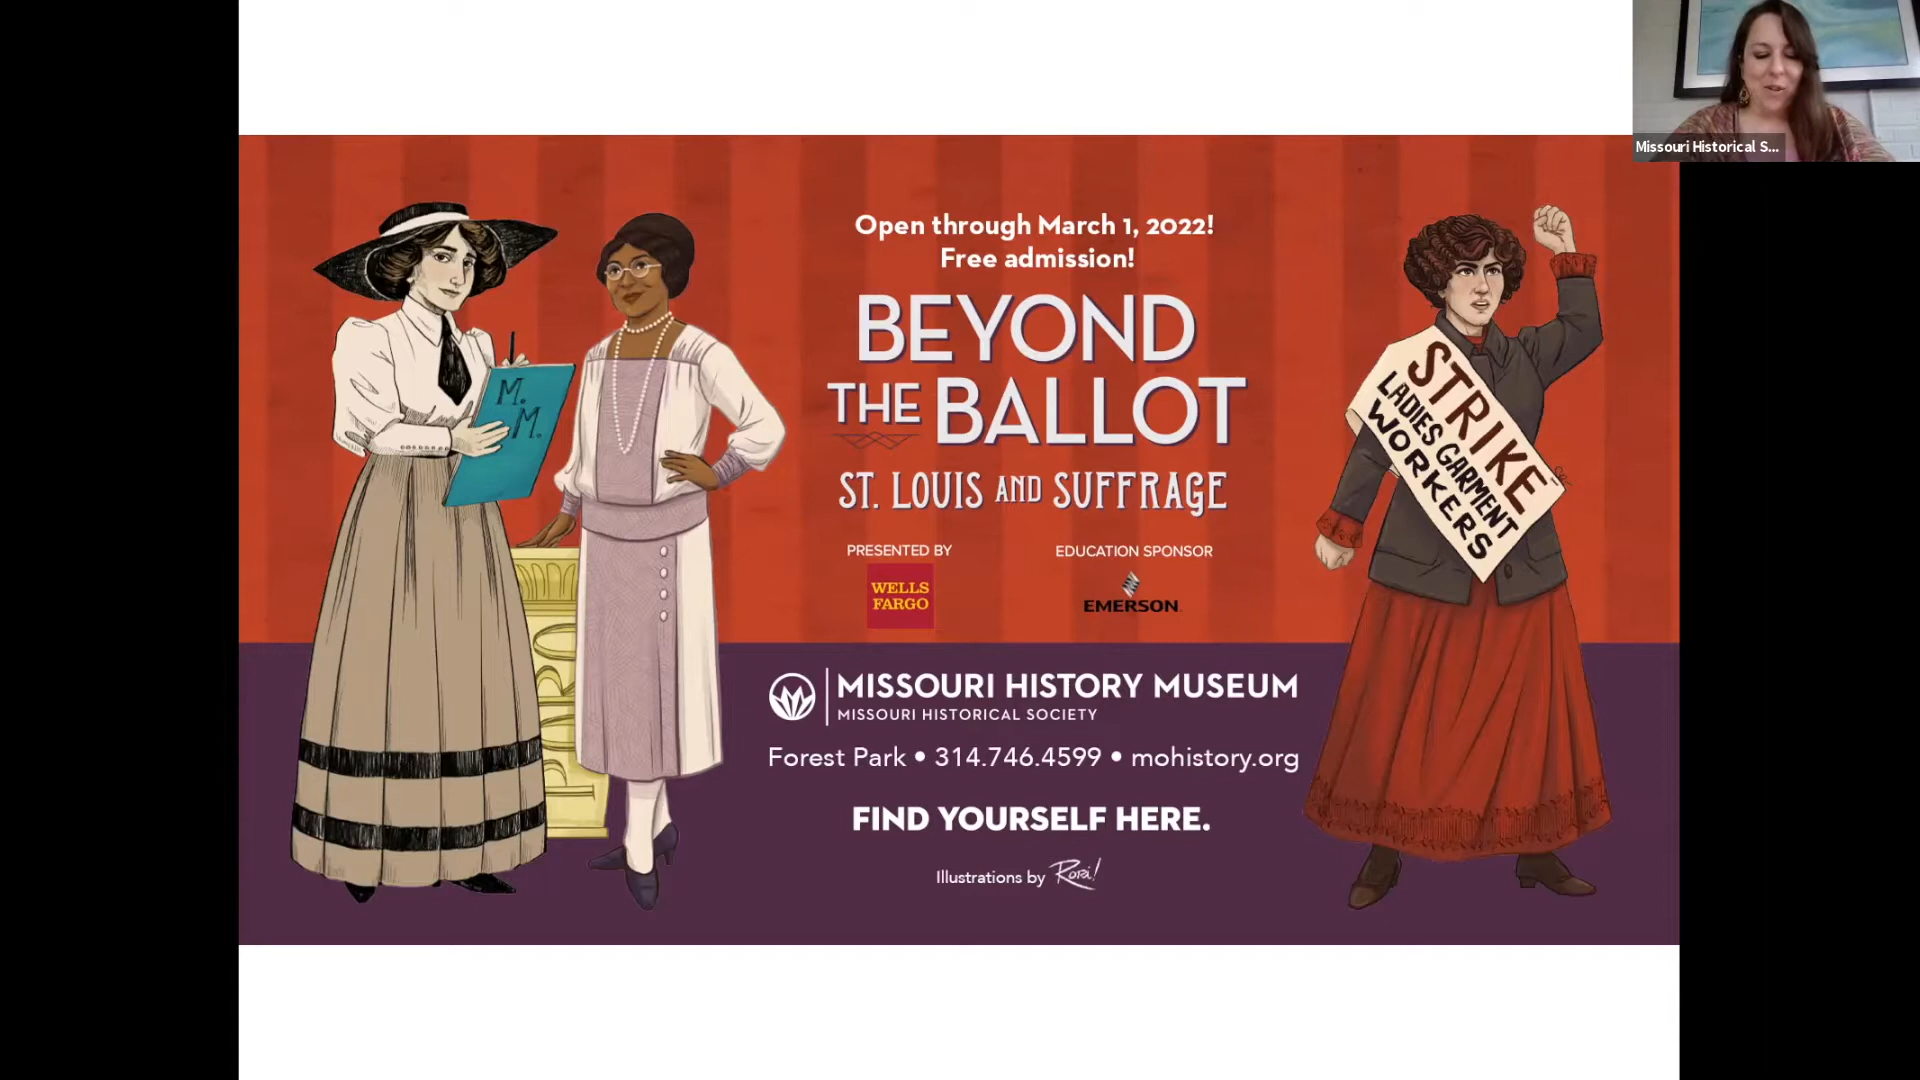 Missouri Historical S...
Open through March 1, 2022!
Free admission!
BEYOND
THE BALLOT
ST. LOUIS AND SUFFRAGE
M.
M.
STRIKE
LADIES GARMENT
WORKERS
PRESENTED BY
WELLS
FARGO
EDUCATION SPONSOR
EMERSON
MISSOURI HISTORY MUSEUM
MISSOURI HISTORICAL SOCIETY
Forest Park • 314.746.4599 • mohistory.org
FIND YOURSELF HERE.
Illustrations by Rori!